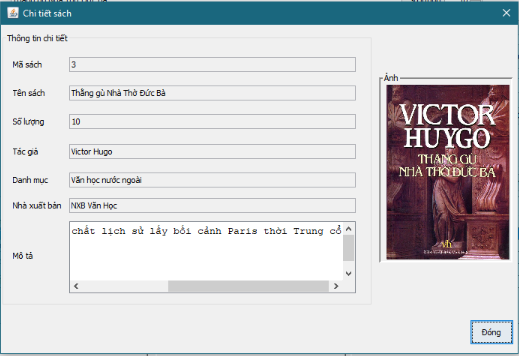 Chi tiết sách
Thông tin chi tiết
Mã sách
3
Tên sách
Thằng gù Nhà Thờ Đức Bà
Số lượng
10
Tác giả
Victor Hugo
Danh mục
Văn học nước ngoài
Nhà xuất bản
NXB Văn Học
Mô tả
chất lịch sử lấy bối cảnh Paris thời Trung cổ
Ảnh
VICTOR
HUYGO
THẰNG GÙ
NHÀ THỜ ĐỨC BÀ
Đóng